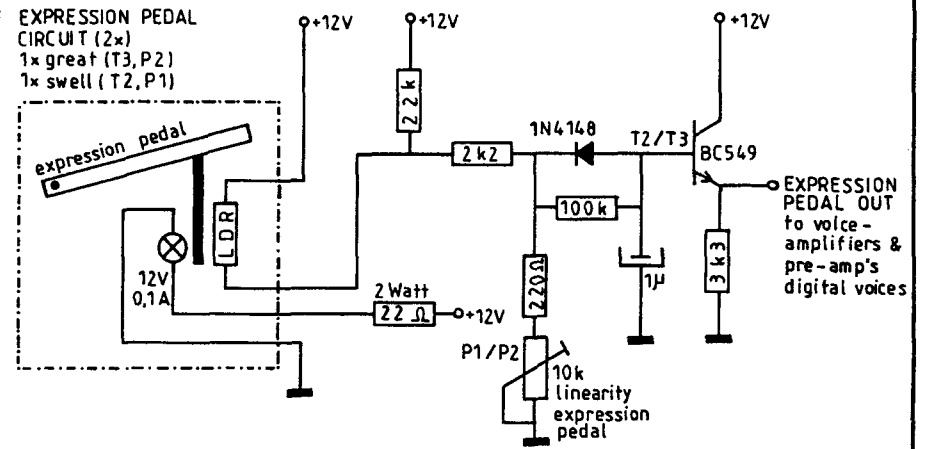 EXPRESSION PEDAL
CIRCUIT (2x)
1x great (T3, P2)
1x swell (T2, P1)
+12V
+12V
+12V
22k
expression pedal
1N4148
T2/T3
BC549
2k2
LDR
100k
EXPRESSION
PEDAL OUT
to voice-
amplifiers &
pre-amp's
digital voices
12V
0,1A
220Ω
1µ
3k3
2 Watt
22 Ω
+12V
P1/P2
10k
linearity
expression
pedal